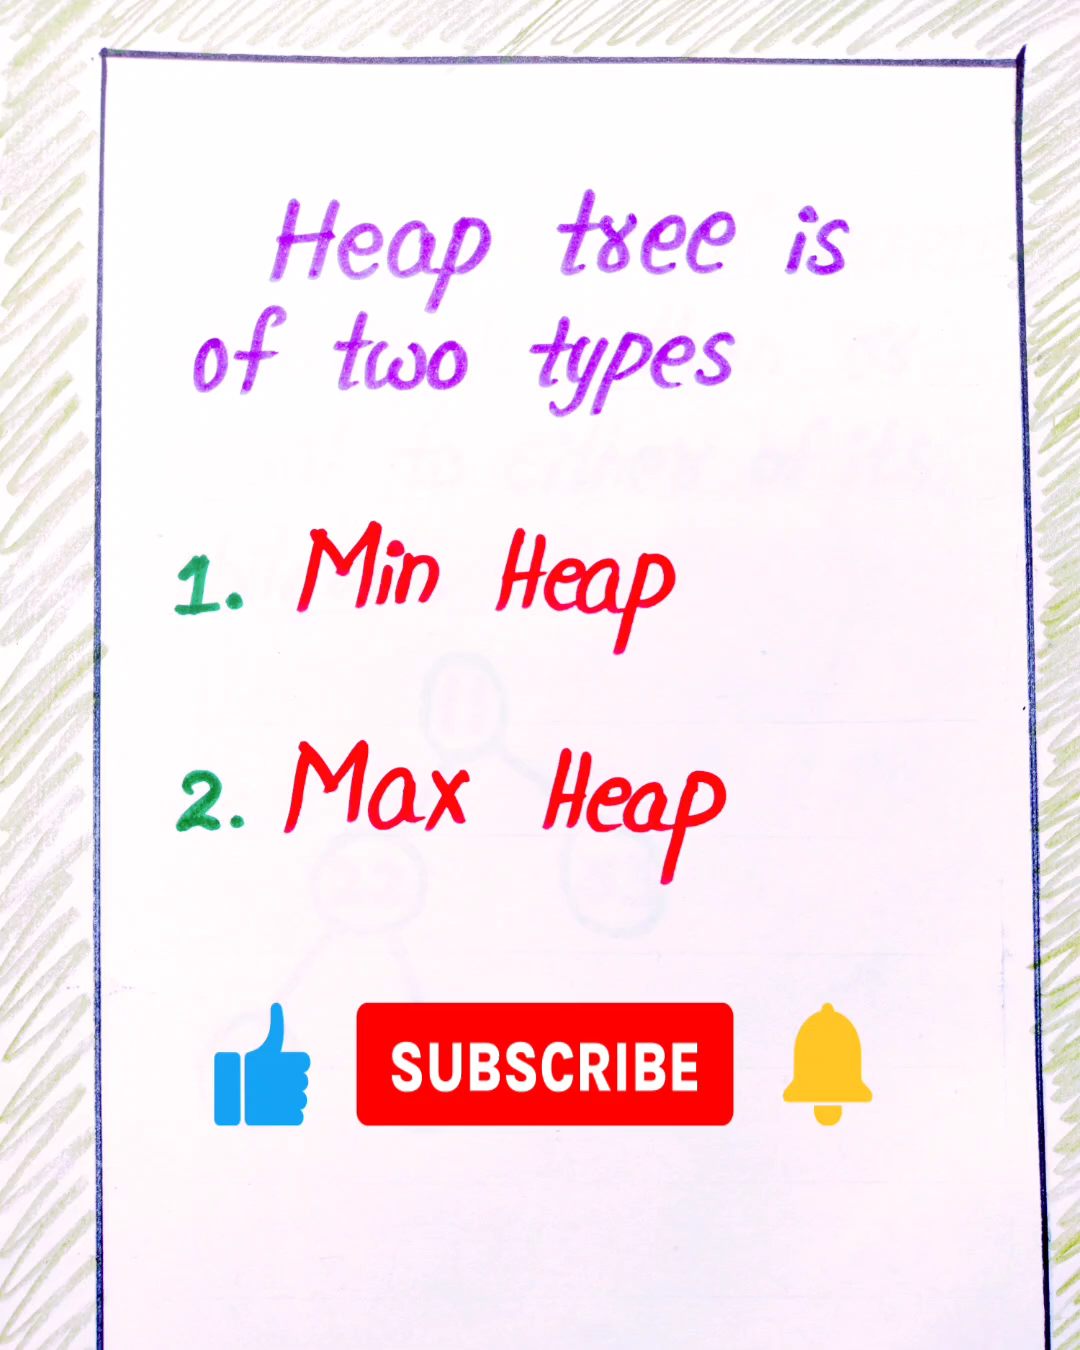 Heap tree is
of two types
1. Min Heap
2. Max Heap
SUBSCRIBE